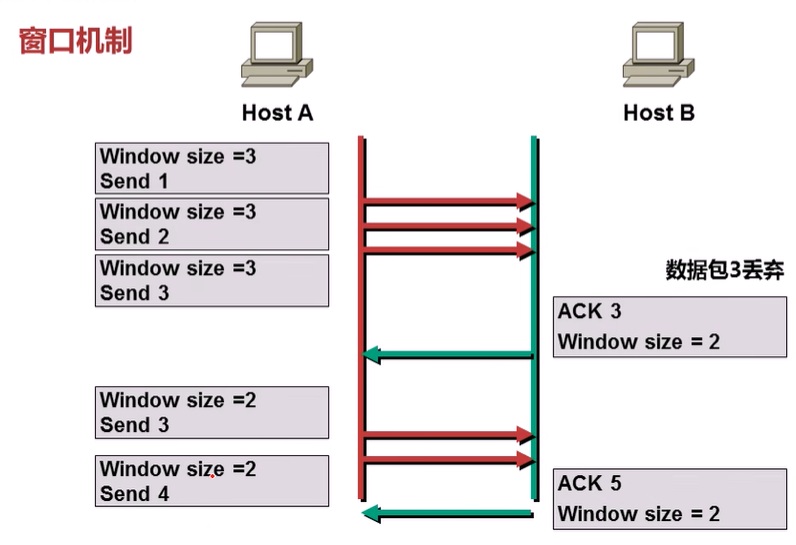 窗口机制
Host A
Host B
Window size =3
Send 1
Window size =3
Send 2
Window size =3
Send 3
数据包3丢弃
ACK 3
Window size = 2
Window size =2
Send 3
Window size =2
Send 4
ACK 5
Window size = 2